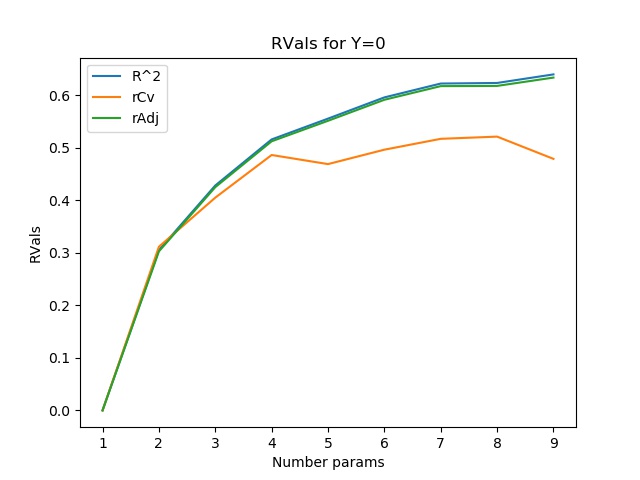 RVals for Y=0
R^2
rCv
rAdj
RVals
0.6
0.5
0.4
0.3
0.2
0.1
0.0
1 2 3 4 5 6 7 8 9
Number params